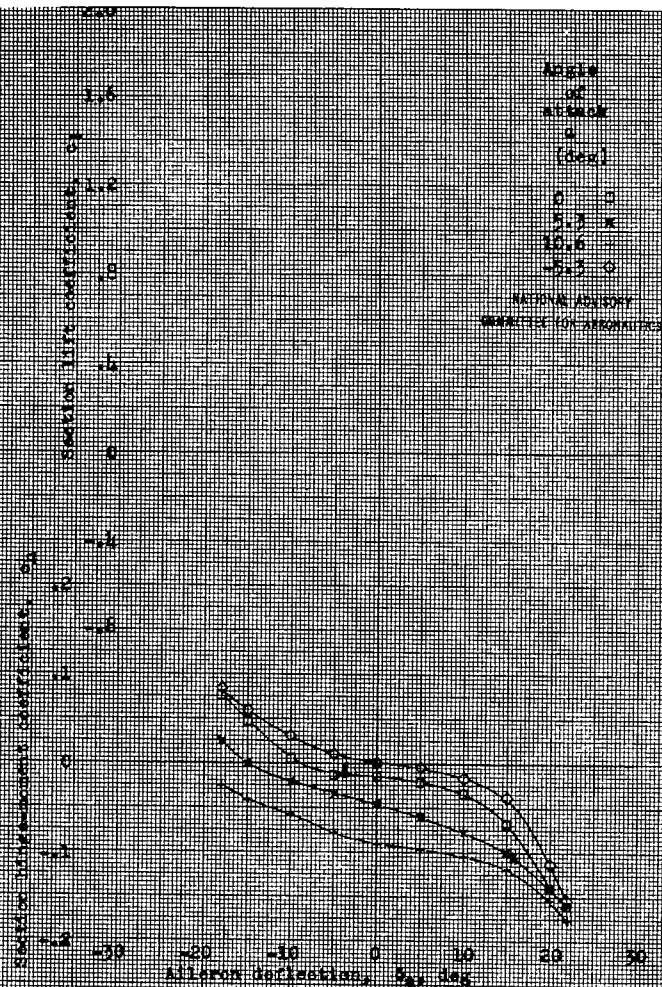 2.0
1.6
1.2
.8
.4
0
-.4
-.8
Section lift coefficient, cl
Angle
of
attack
α
(deg)
0
5.3
10.6
-5.3
NATIONAL ADVISORY
COMMITTEE FOR AERONAUTICS
.2
.1
0
-.1
-.2
Section hinge-moment coefficient,
-30 -20 -10 0 10 20 30
Aileron deflection, δa, deg